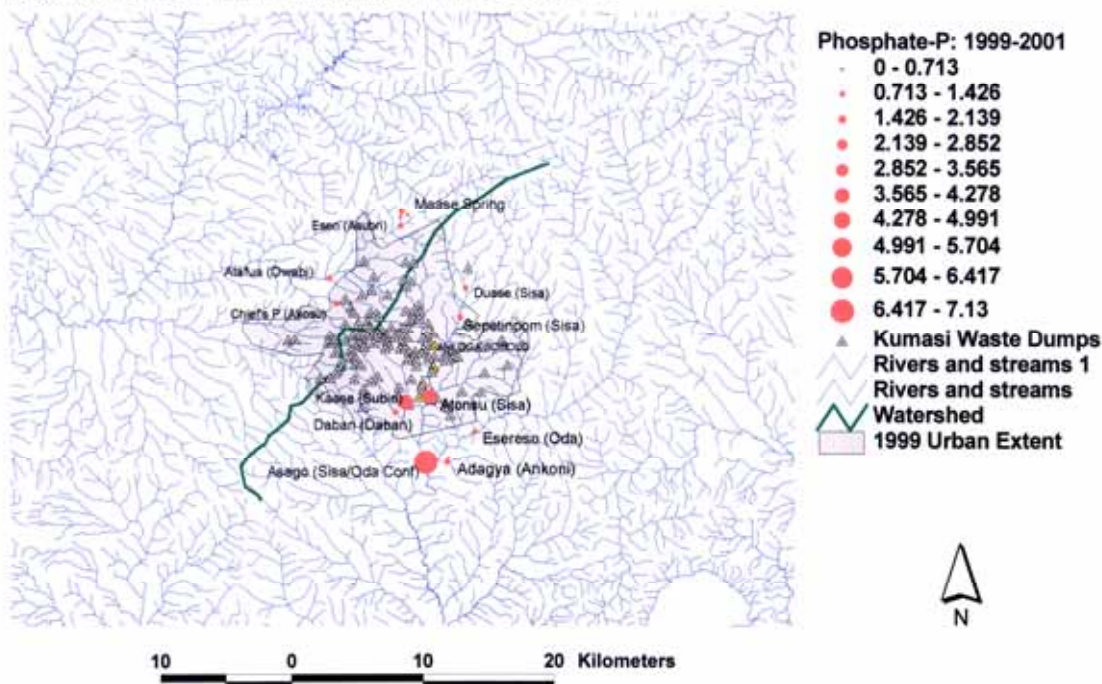 Phosphate-P: 1999-2001
0 - 0.713
0.713 - 1.426
1.426 - 2.139
2.139 - 2.852
2.852 - 3.565
3.565 - 4.278
4.278 - 4.991
4.991 - 5.704
5.704 - 6.417
6.417 - 7.13
Kumasi Waste Dumps
Rivers and streams 1
Rivers and streams
Watershed
1999 Urban Extent
N
Maase Spring
Esen (Asubri)
Atafua (Owabi)
Duase (Sisa)
Chief's P
Sepetinpom (Sisa)
Kaase (Subin)
Atonsu (Sisa)
Daban (Daban)
Esereso (Oda)
Asago (Sisa/Oda Conf)
Adagya (Ankoni)
10 0 10 20 Kilometers